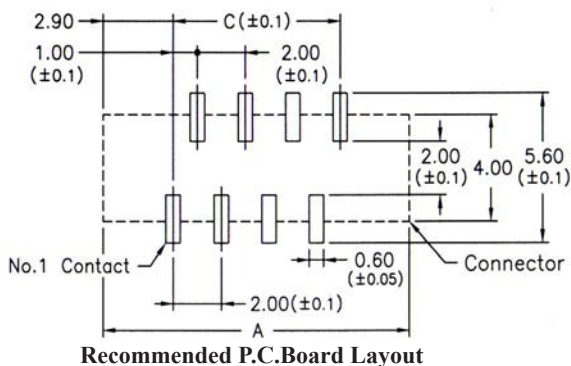 2.90
C(±0.1)
1.00
(±0.1)
2.00
(±0.1)
2.00
(±0.1)
4.00
5.60
(±0.1)
No.1 Contact
0.60
(±0.05)
Connector
2.00(±0.1)
A
Recommended P.C.Board Layout